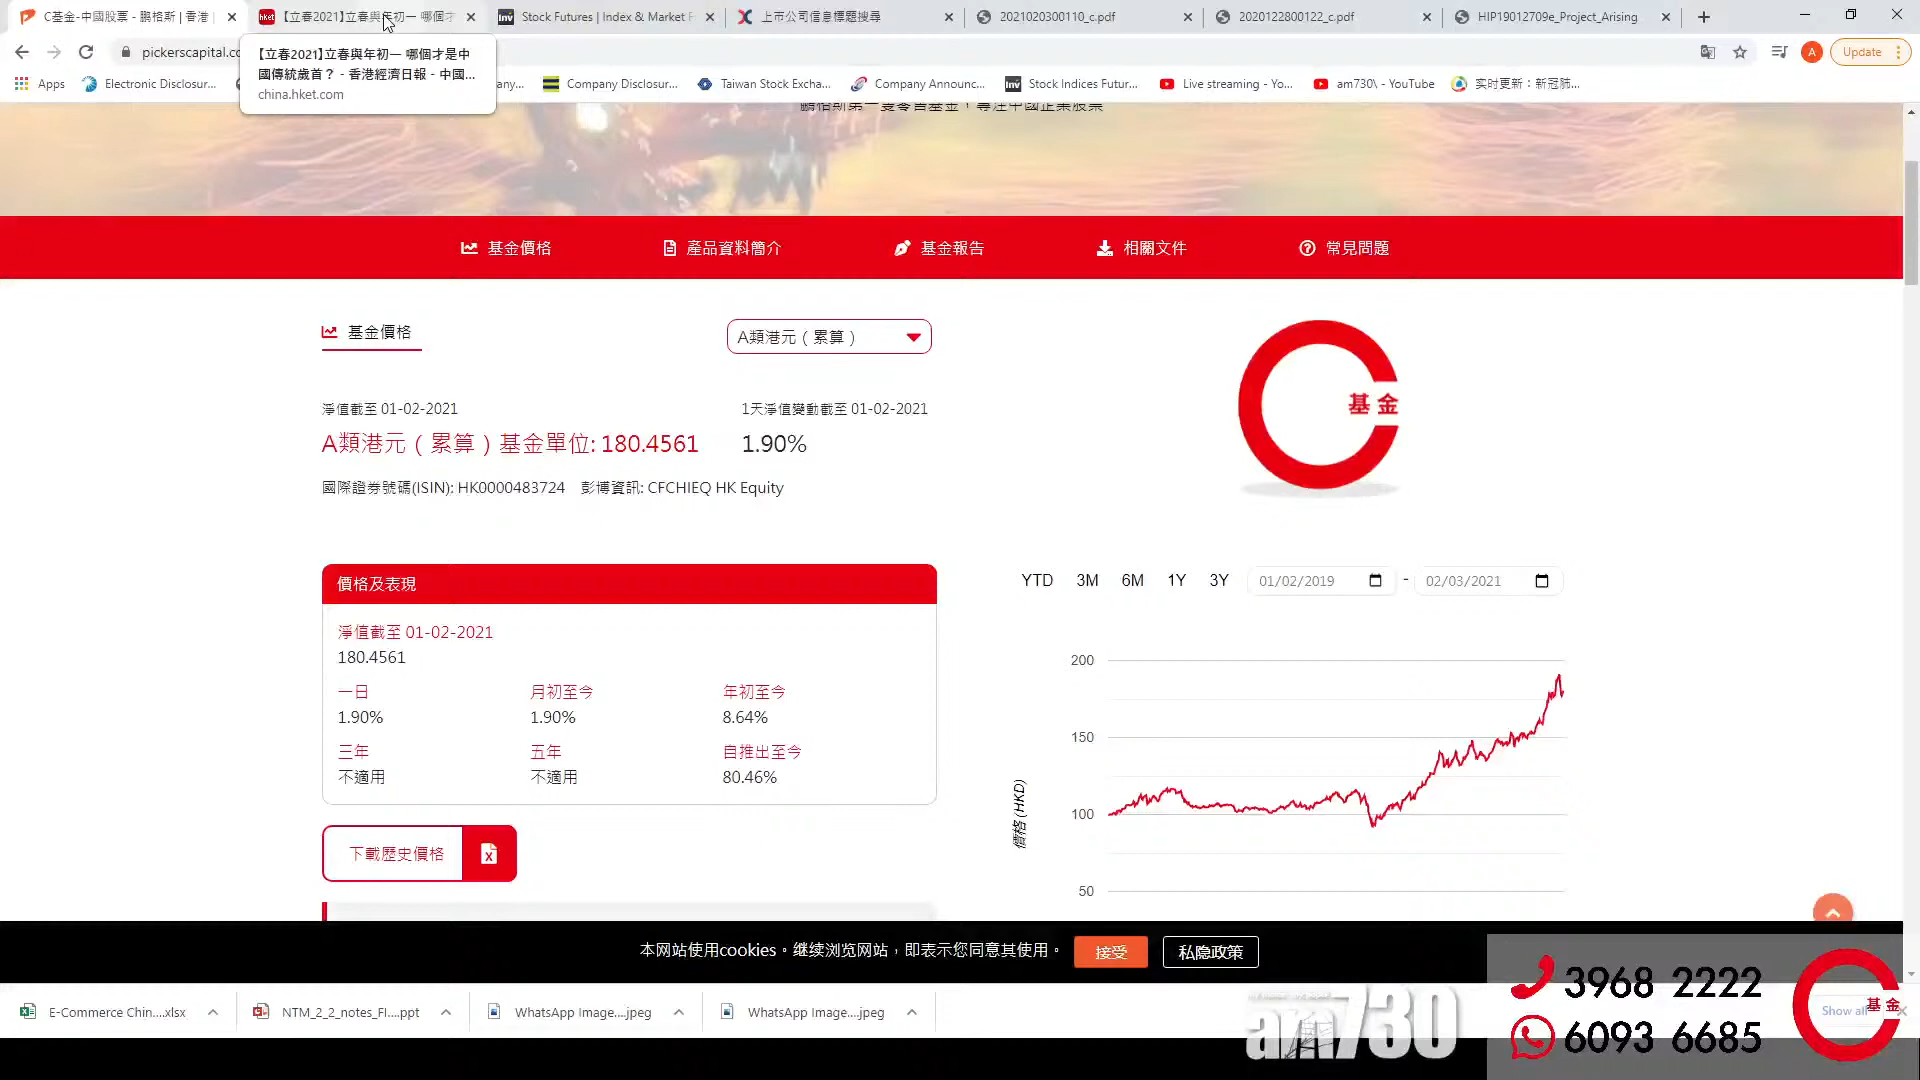 C基金-中國股票 - 鵬格斯 | 香港
【立春2021】立春與年初一 哪個才
Stock Futures | Index & Market F
上市公司信息標題搜尋
2021020300110_c.pdf
2020122800122_c.pdf
HIP19012709e_Project_Arising
pickerscapital.co
Update
【立春2021】立春與年初一 哪個才是中
國傳統歲首？ - 香港經濟日報 - 中國...
china.hket.com
Apps
Electronic Disclosur...
any...
Company Disclosur...
Taiwan Stock Excha...
Company Announc...
Stock Indices Futur...
Live streaming - Yo...
am730\ - YouTube
实时更新：新冠肺...
基金價格
產品資料簡介
基金報告
相關文件
常見問題
基金價格
A類港元（累算）
基金
淨值截至 01-02-2021
1天淨值變動截至 01-02-2021
A類港元（累算）基金單位: 180.4561
1.90%
國際證券號碼(ISIN): HK0000483724 彭博資訊: CFCHIEQ HK Equity
價格及表現
淨值截至 01-02-2021
180.4561
一日
月初至今
年初至今
1.90%
1.90%
8.64%
三年
五年
自推出至今
不適用
不適用
80.46%
下載歷史價格
YTD 3M 6M 1Y 3Y 01/02/2019 - 02/03/2021
200
150
100
50
價格 (HKD)
本网站使用cookies。继续浏览网站，即表示您同意其使用。
接受
私隐政策
E-Commerce Chin....xlsx
NTM_2_2_notes_FI....ppt
WhatsApp Image....jpeg
WhatsApp Image....jpeg
Show all
am730
3968 2222
6093 6685
基金